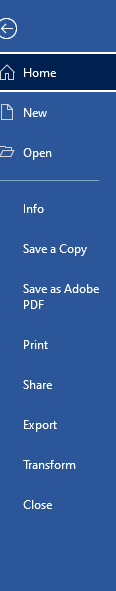 Home
New
Open
Info
Save a Copy
Save as Adobe
PDF
Print
Share
Export
Transform
Close